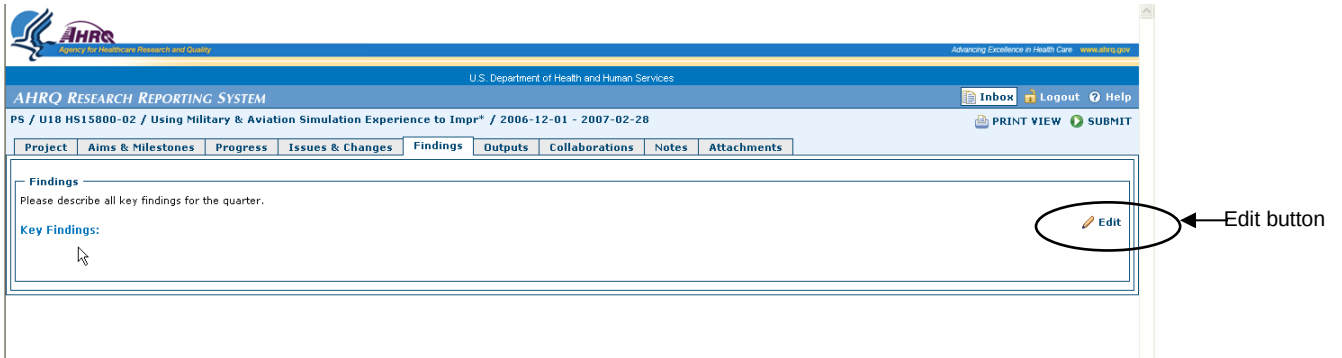 AHRQ
Agency for Healthcare Research and Quality
Advancing Excellence in Health Care www.ahrq.gov
U.S. Department of Health and Human Services
AHRQ RESEARCH REPORTING SYSTEM
Inbox Logout ? Help
PS / U18 HS15800-02 / Using Military & Aviation Simulation Experience to Impr* / 2006-12-01 - 2007-02-28
PRINT VIEW SUBMIT
Project Aims & Milestones Progress Issues & Changes Findings Outputs Collaborations Notes Attachments
Findings
Please describe all key findings for the quarter.
Edit
Edit button
Key Findings: